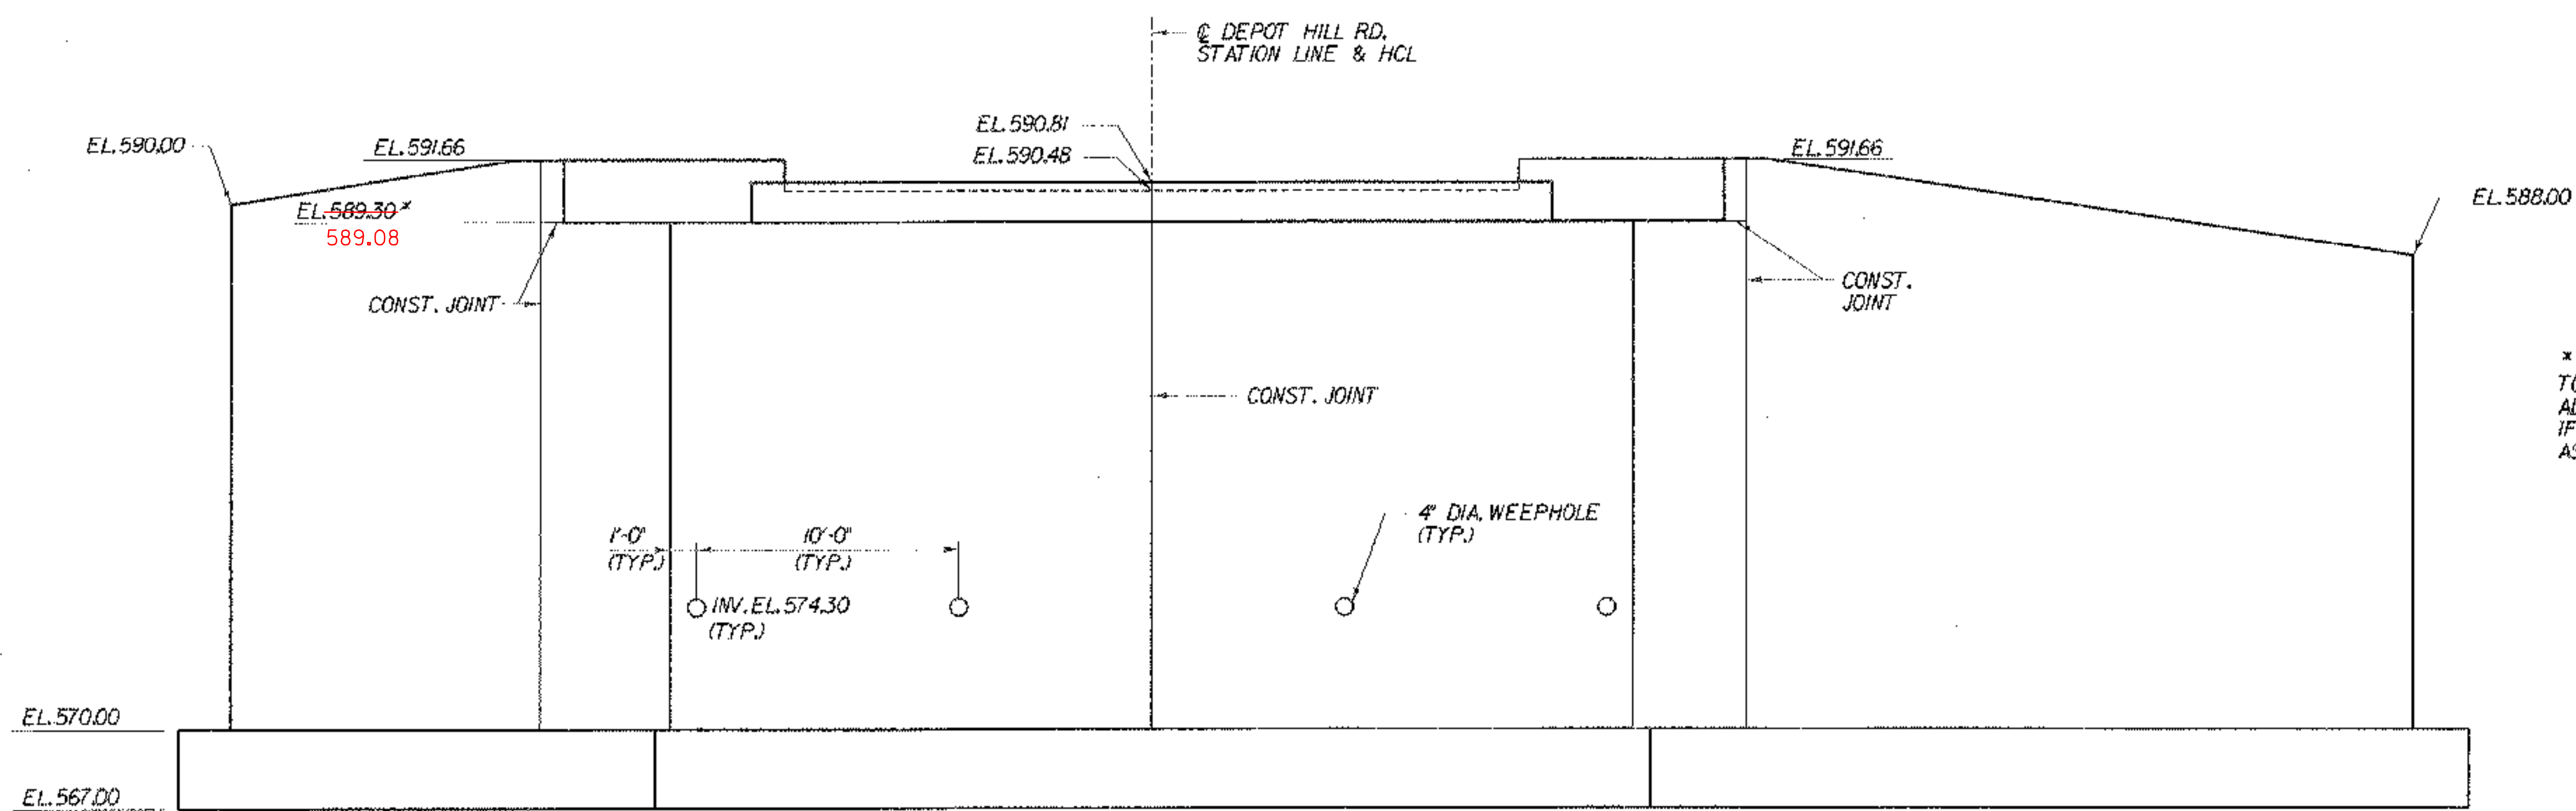 ℄ DEPOT HILL RD.
STATION LINE & HCL
EL.590.81
EL.590.48
EL.590.00
EL.591.66
EL.591.66
EL.588.00
EL.589.30*
589.08
CONST. JOINT
CONST.
JOINT
CONST. JOINT
*
IF
4" DIA. WEEPHOLE
(TYP.)
1'-0"
(TYP.)
10'-0"
(TYP.)
INV.EL.574.30
(TYP.)
EL.570.00
EL.567.00